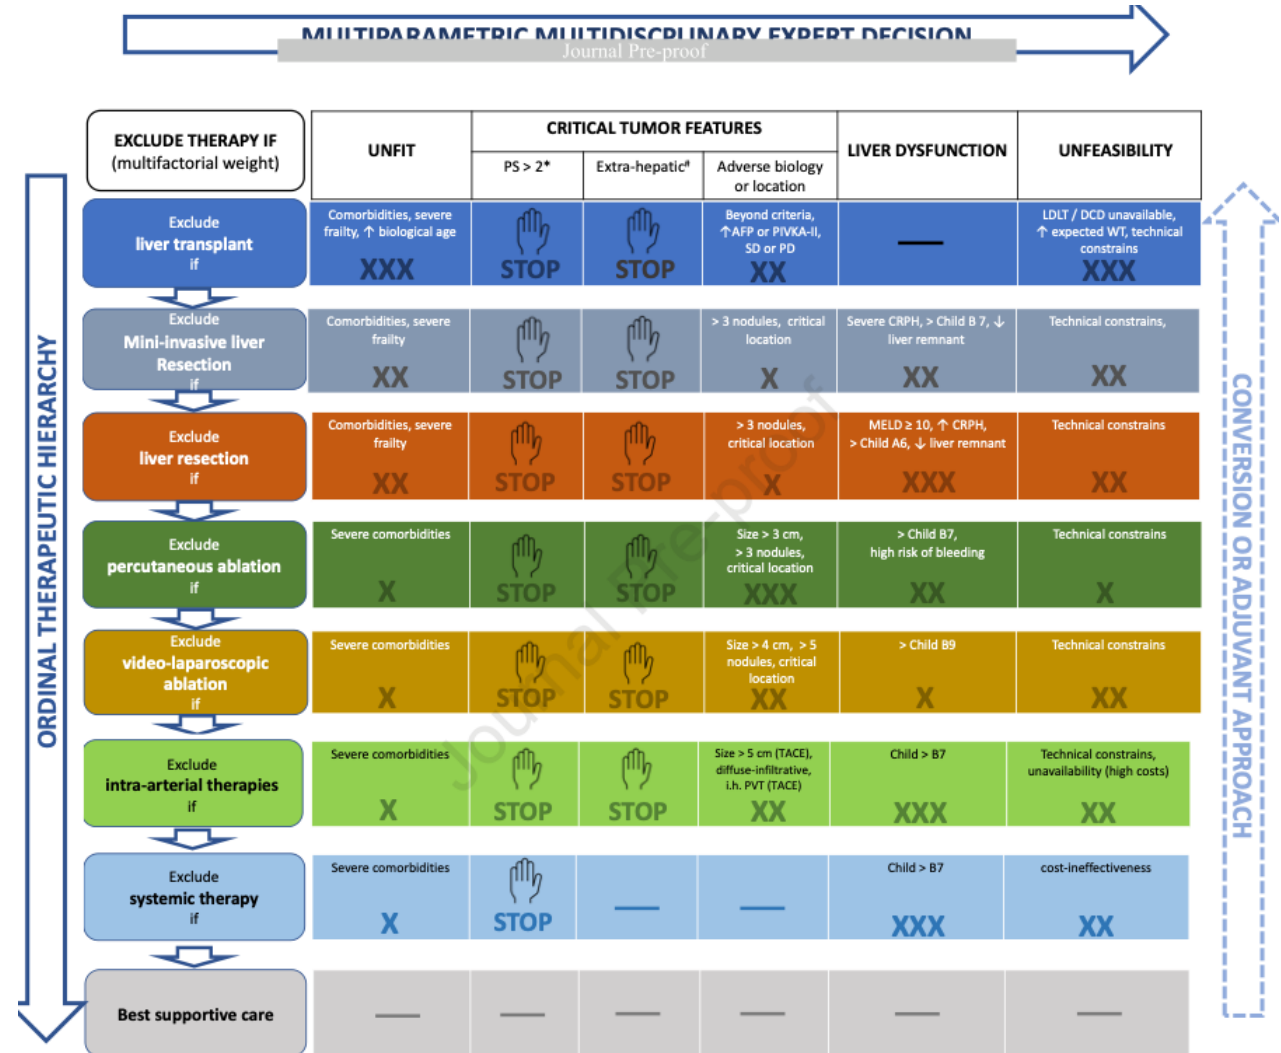 MULTIPARAMETRIC MULTIDISCPLINARY EXPERT DECISION
Journal Pre-proof
EXCLUDE THERAPY IF
(multifactorial weight)
UNFIT
CRITICAL TUMOR FEATURES
PS > 2*
Extra-hepatic#
Adverse biology
or location
LIVER DYSFUNCTION
UNFEASIBILITY
ORDINAL THERAPEUTIC HIERARCHY
CONVERSION OR ADJUVANT APPROACH
Exclude
liver transplant
if
Comorbidities, severe
frailty, ↑ biological age
XXX
STOP
STOP
Beyond criteria,
↑AFP or PIVKA-II,
SD or PD
XX
—
LDLT / DCD unavailable,
↑ expected WT, technical
constrains
XXX
Exclude
Mini-invasive liver
Resection
if
Comorbidities, severe
frailty
XX
STOP
STOP
> 3 nodules, critical
location
X
Severe CRPH, > Child B 7, ↓
liver remnant
XX
Technical constrains,
XX
Exclude
liver resection
if
Comorbidities, severe
frailty
XX
STOP
STOP
> 3 nodules,
critical location
X
MELD ≥ 10, ↑ CRPH,
> Child A6, ↓ liver remnant
XXX
Technical constrains
XX
Exclude
percutaneous ablation
if
Severe comorbidities
X
STOP
STOP
Size > 3 cm,
> 3 nodules,
critical location
XXX
> Child B7,
high risk of bleeding
XX
Technical constrains
X
Exclude
video-laparoscopic
ablation
if
Severe comorbidities
X
STOP
STOP
Size > 4 cm, > 5
nodules, critical
location
XX
> Child B9
X
Technical constrains
XX
Exclude
intra-arterial therapies
if
Severe comorbidities
X
STOP
STOP
Size > 5 cm (TACE),
diffuse-infiltrative,
i.h. PVT (TACE)
XX
Child > B7
XXX
Technical constrains,
unavailability (high costs)
XX
Exclude
systemic therapy
if
Severe comorbidities
X
STOP
—
—
Child > B7
XXX
cost-ineffectiveness
XX
Best supportive care
—
—
—
—
—
—
Journal Pre-proof